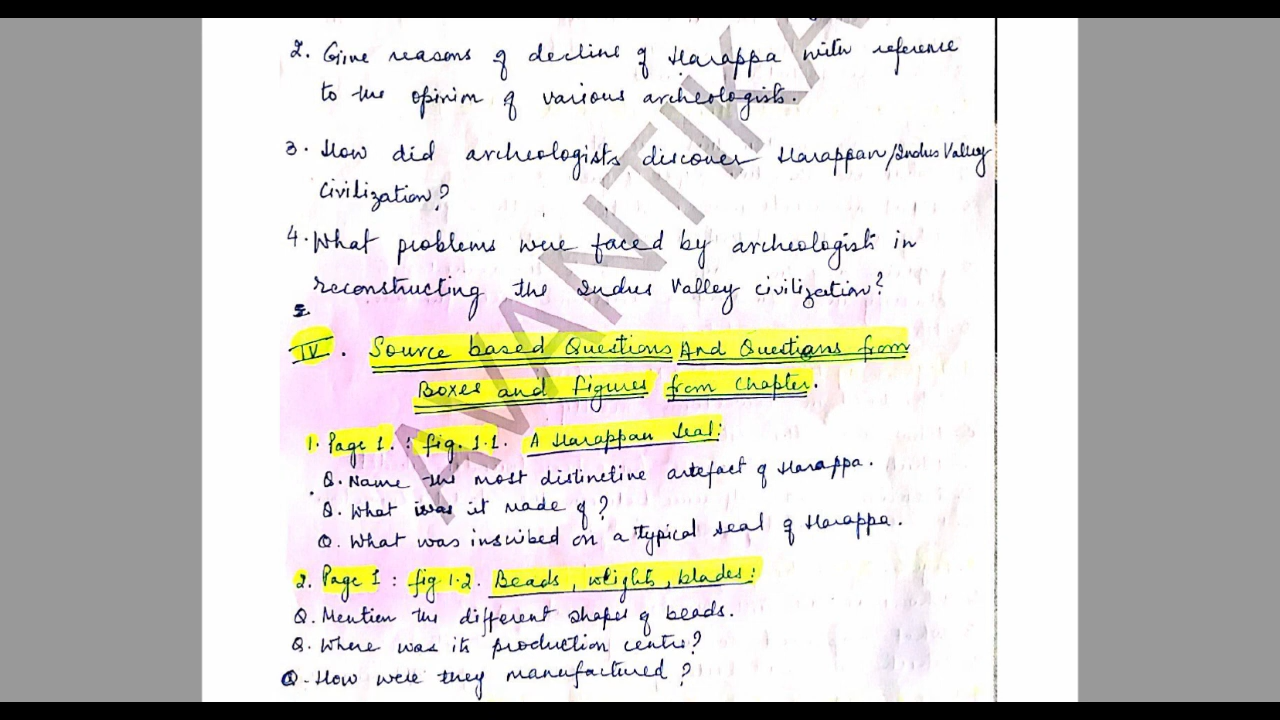 2. Give reasons of decline of Harappa with reference
to the opinion of various archeologists.
3. How did archeologists discover Harappan/Indus Valley
Civilization?
4. What problems were faced by archeologists in
reconstructing the Indus Valley civilization?
IV. Source based Questions And Questions from
Boxes and figures from Chapter.
1. Page 1. : fig. 1.1. A Harappan Seal:
Q. Name the most distinctive artefact of Harappa.
Q. What was it made of?
Q. What was inscibed on a typical seal of Harappa.
2. Page 1 : fig 1.2. Beads, weights, blades:
Q. Mention the different shapes of beads.
Q. Where was its production centre?
Q. How were they manufactured?
AVANTIKA